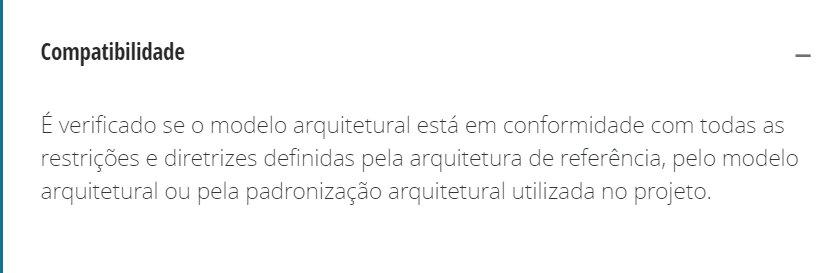 Compatibilidade
É verificado se o modelo arquitetural está em conformidade com todas as
restrições e diretrizes definidas pela arquitetura de referência, pelo modelo
arquitetural ou pela padronização arquitetural utilizada no projeto.